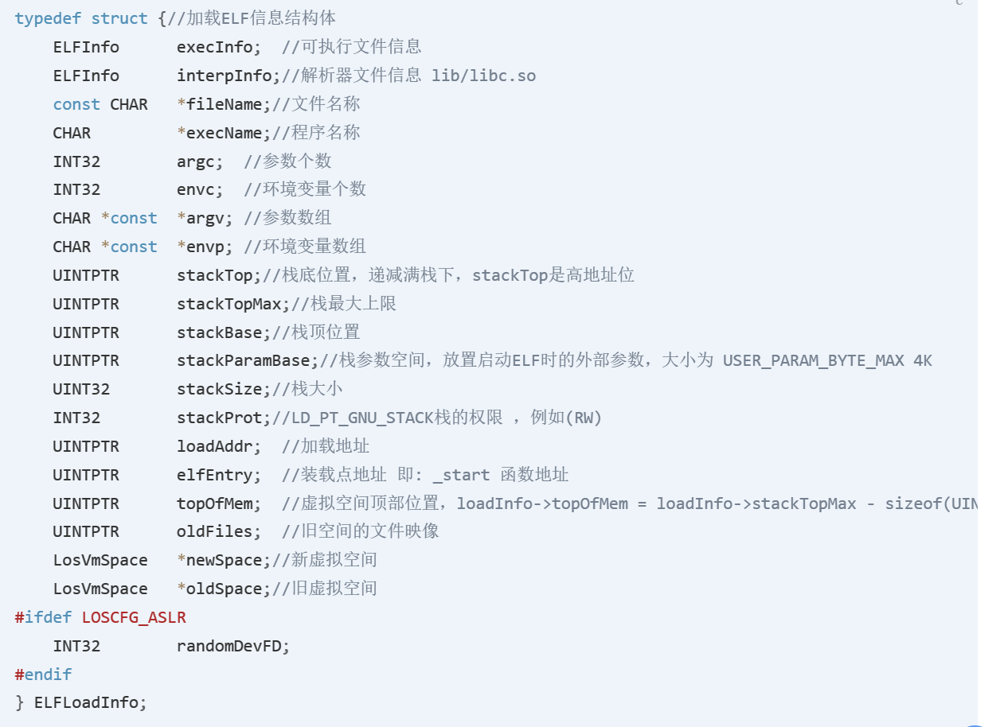 typedef struct {//加载ELF信息结构体
    ELFInfo      execInfo;  //可执行文件信息
    ELFInfo      interpInfo;//解析器文件信息 lib/libc.so
    const CHAR   *fileName;//文件名称
    CHAR         *execName;//程序名称
    INT32        argc;  //参数个数
    INT32        envc;  //环境变量个数
    CHAR *const  *argv; //参数数组
    CHAR *const  *envp; //环境变量数组
    UINTPTR      stackTop;//栈底位置，递减满栈下，stackTop是高地址位
    UINTPTR      stackTopMax;//栈最大上限
    UINTPTR      stackBase;//栈顶位置
    UINTPTR      stackParamBase;//栈参数空间，放置启动ELF时的外部参数，大小为 USER_PARAM_BYTE_MAX 4K
    UINT32       stackSize;//栈大小
    INT32        stackProt;//LD_PT_GNU_STACK栈的权限 ，例如(RW)
    UINTPTR      loadAddr;  //加载地址
    UINTPTR      elfEntry;  //装载点地址 即: _start 函数地址
    UINTPTR      topOfMem;  //虚拟空间顶部位置，loadInfo->topOfMem = loadInfo->stackTopMax - sizeof(UIN
    UINTPTR      oldFiles;  //旧空间的文件映像
    LosVmSpace   *newSpace;//新虚拟空间
    LosVmSpace   *oldSpace;//旧虚拟空间
#ifdef LOSCFG_ASLR
    INT32        randomDevFD;
#endif
} ELFLoadInfo;